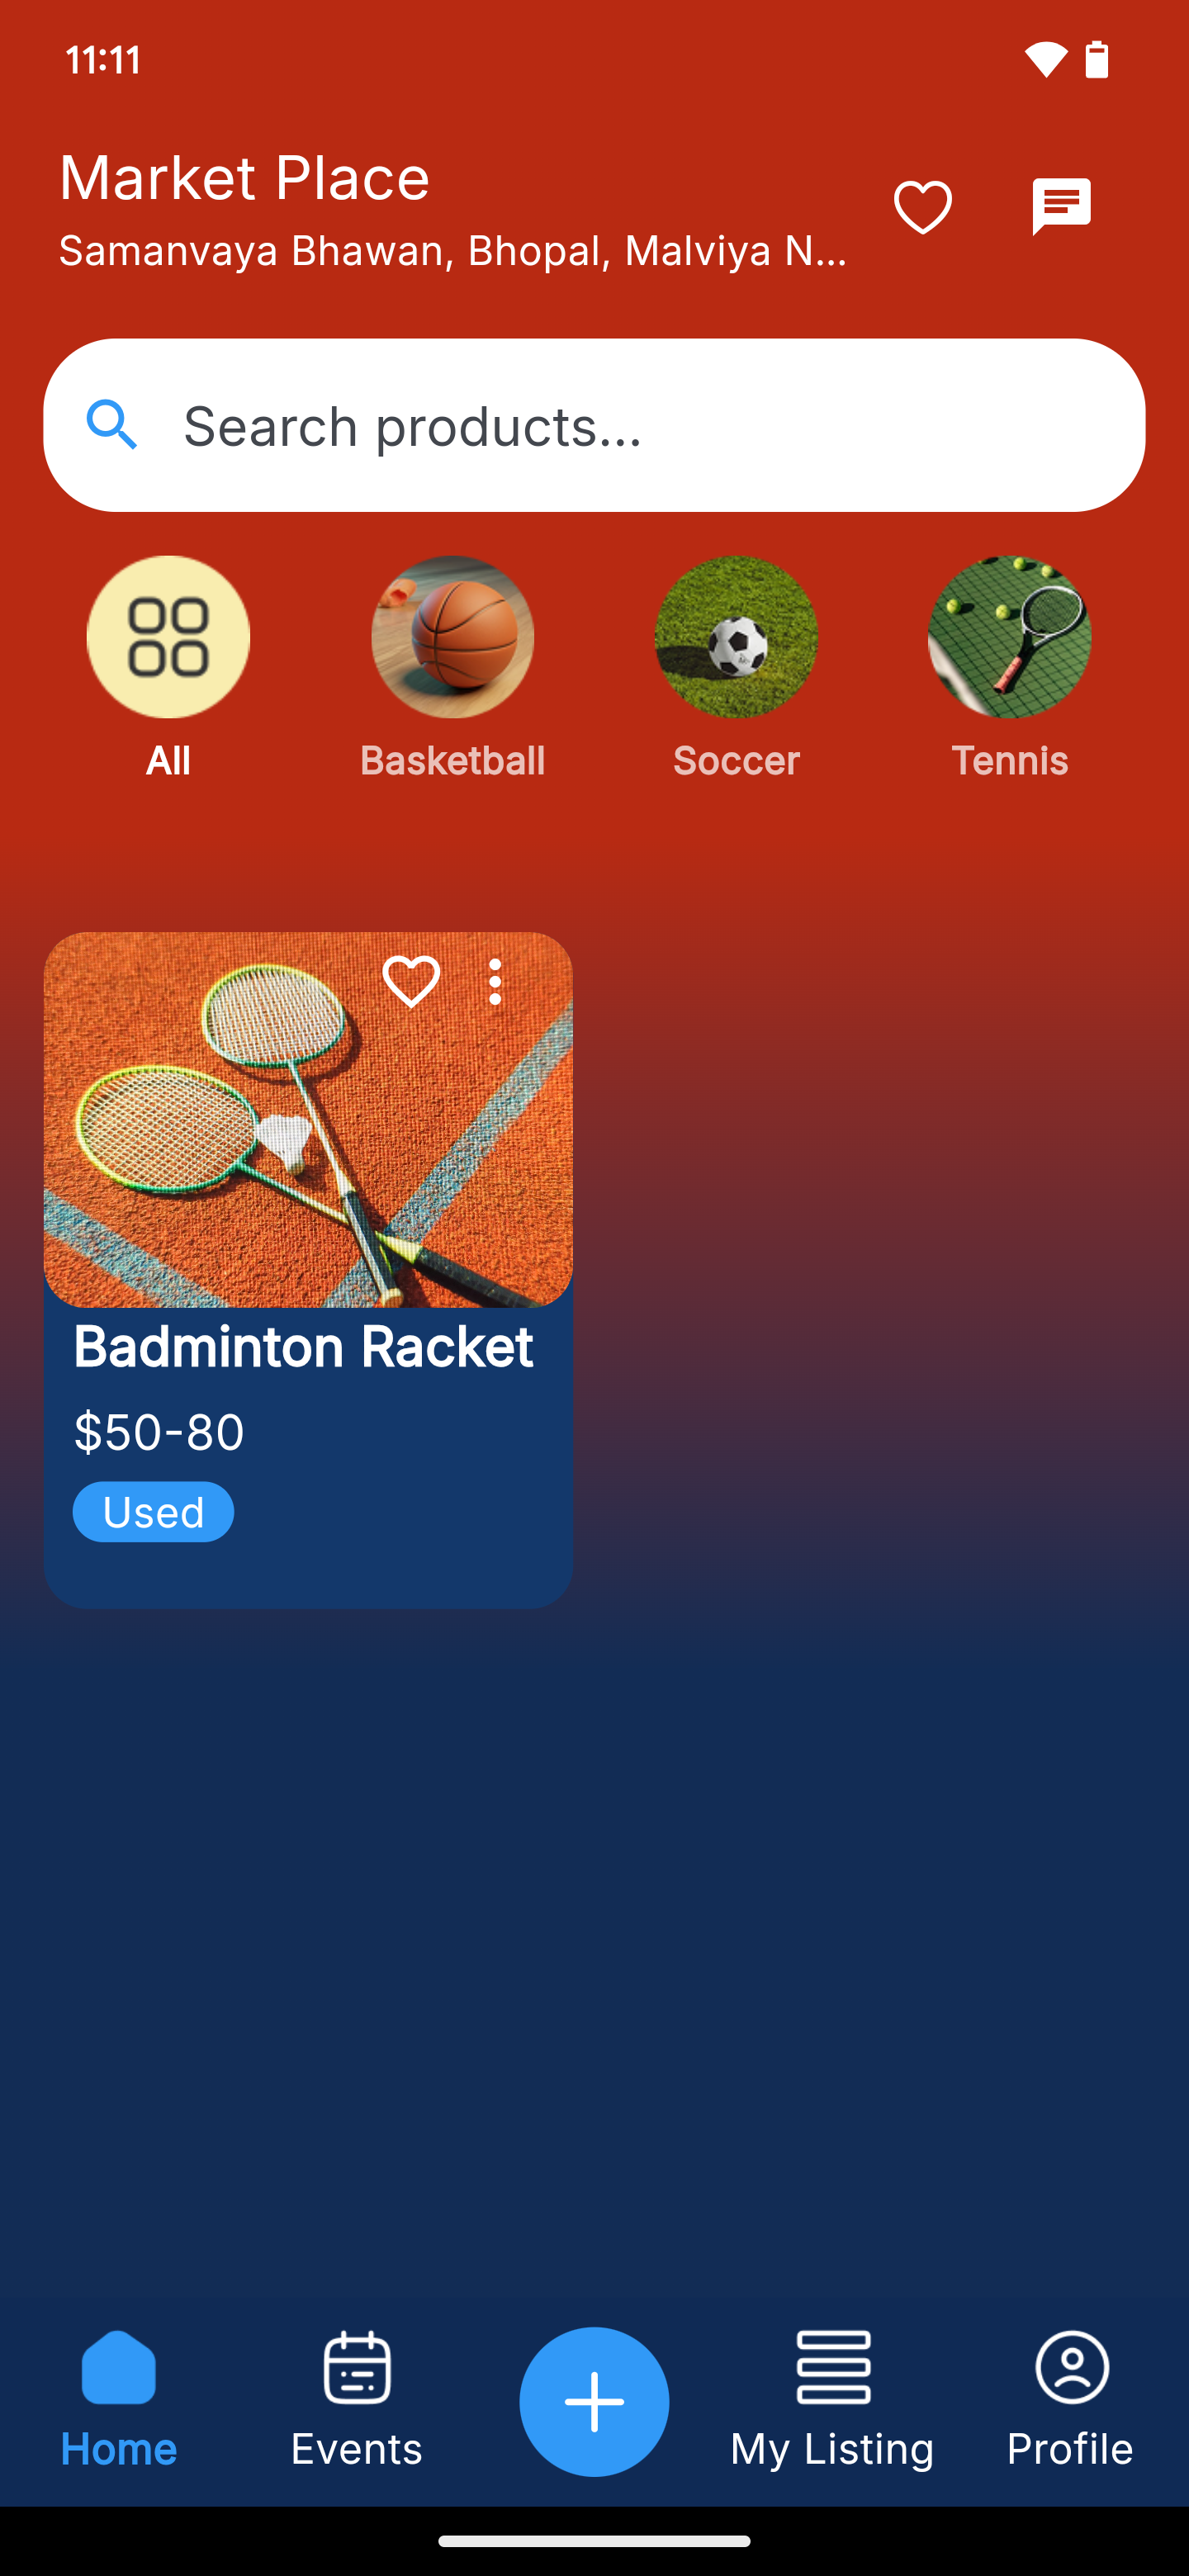 11:11
Market Place
Samanvaya Bhawan, Bhopal, Malviya N...
Search products...
All
Basketball
Soccer
Tennis
Badminton Racket
$50-80
Used
Home
Events
My Listing
Profile